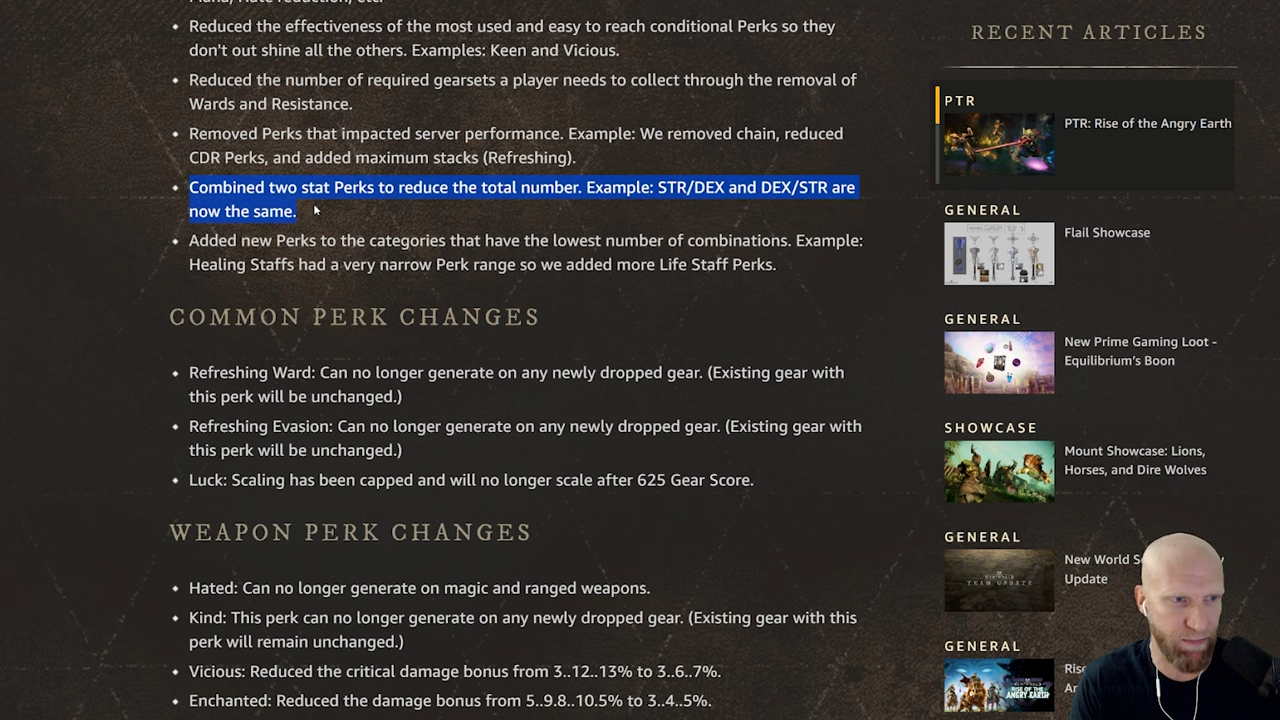 Reduced the effectiveness of the most used and easy to reach conditional Perks so they
don't out shine all the others. Examples: Keen and Vicious.
Reduced the number of required gearsets a player needs to collect through the removal of
Wards and Resistance.
Removed Perks that impacted server performance. Example: We removed chain, reduced
CDR Perks, and added maximum stacks (Refreshing).
Combined two stat Perks to reduce the total number. Example: STR/DEX and DEX/STR are
now the same.
Added new Perks to the categories that have the lowest number of combinations. Example:
Healing Staffs had a very narrow Perk range so we added more Life Staff Perks.
COMMON PERK CHANGES
Refreshing Ward: Can no longer generate on any newly dropped gear. (Existing gear with
this perk will be unchanged.)
Refreshing Evasion: Can no longer generate on any newly dropped gear. (Existing gear with
this perk will be unchanged.)
Luck: Scaling has been capped and will no longer scale after 625 Gear Score.
WEAPON PERK CHANGES
Hated: Can no longer generate on magic and ranged weapons.
Kind: This perk can no longer generate on any newly dropped gear. (Existing gear with this
perk will remain unchanged.)
Vicious: Reduced the critical damage bonus from 3..12..13% to 3..6..7%.
Enchanted: Reduced the damage bonus from 5..9.8..10.5% to 3..4..5%.
RECENT ARTICLES
PTR
PTR: Rise of the Angry Earth
GENERAL
Flail Showcase
GENERAL
New Prime Gaming Loot -
Equilibrium's Boon
SHOWCASE
Mount Showcase: Lions,
Horses, and Dire Wolves
GENERAL
New World
Update
TEAM UPDATE
GENERAL
RISE OF THE
ANGRY EARTH